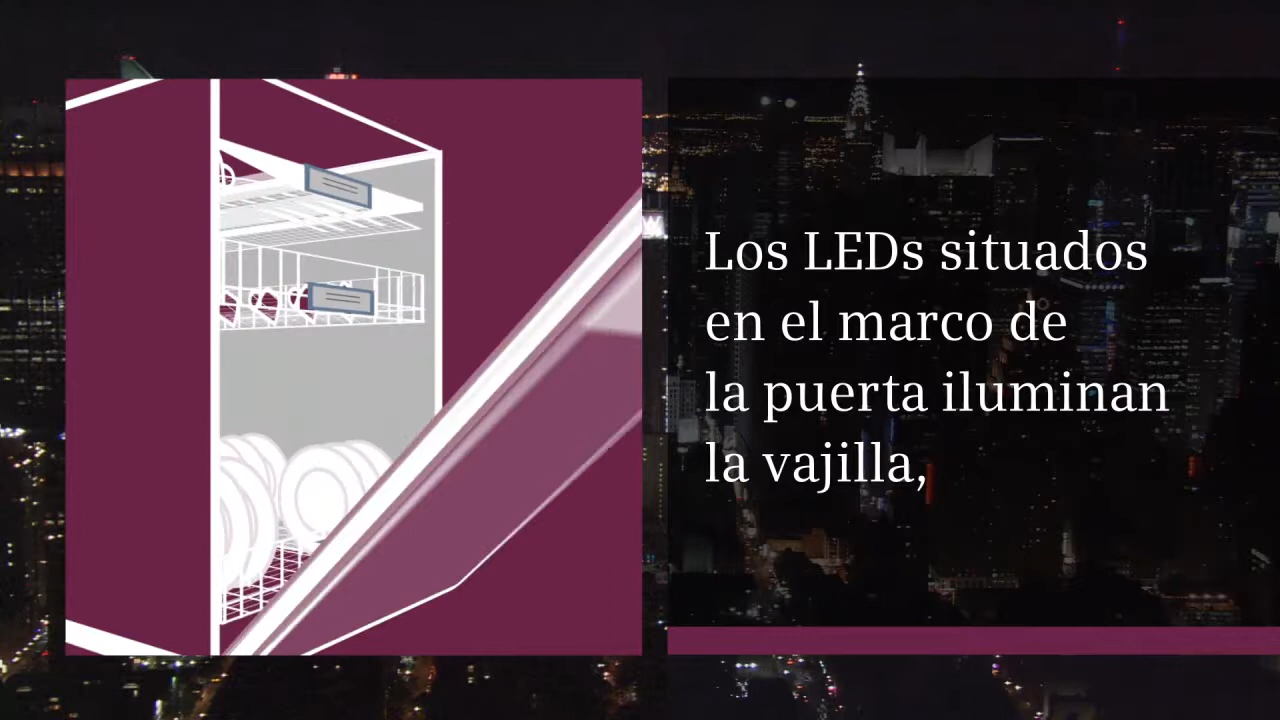 Los LEDs situados
en el marco de
la puerta iluminan
la vajilla,